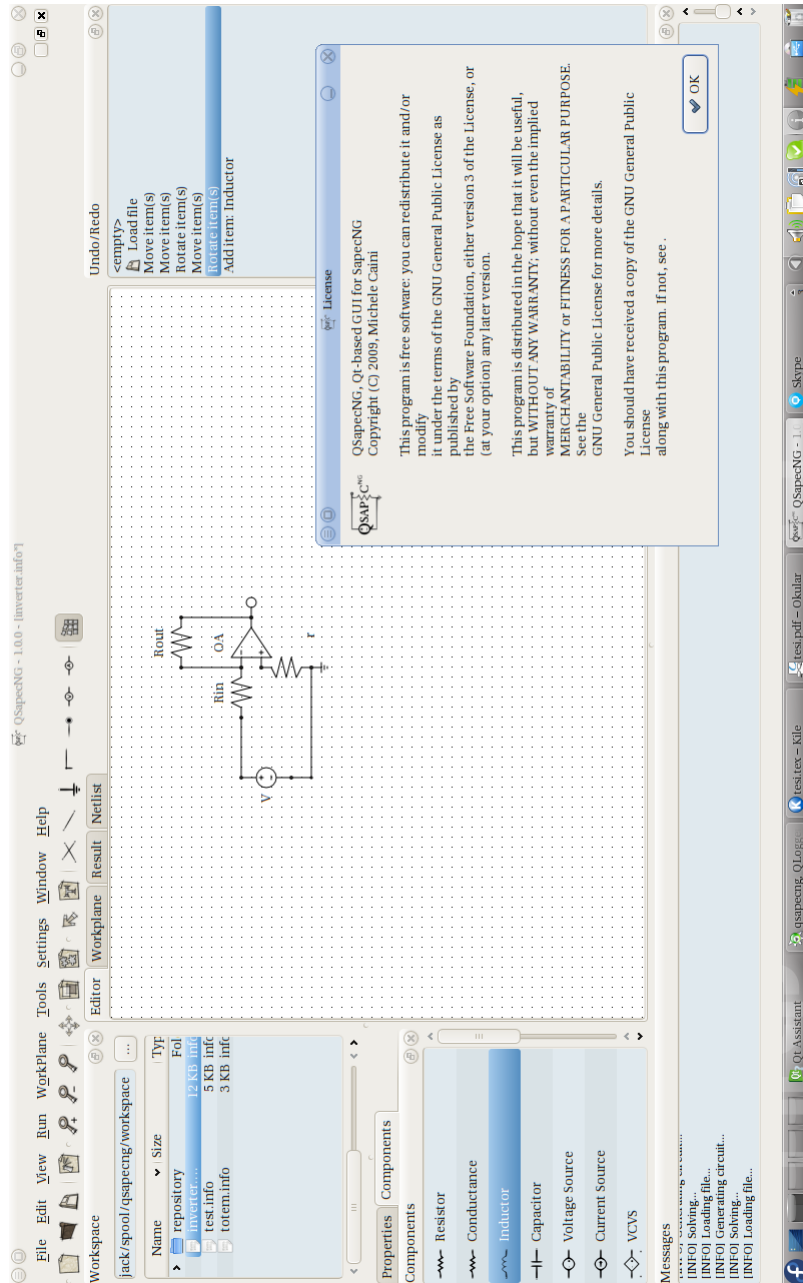 QSapecNG - 1.0.0 - [inverter.info*]
File Edit View Run WorkPlane Tools Settings Window Help
Workspace
jack/spool/qsapecng/workspace ...
Name Size Typ
repository Fol
inverter.... 12 KB info
test.info 5 KB info
totem.info 3 KB info
Properties Components
Components
Resistor
Conductance
Inductor
Capacitor
Voltage Source
Current Source
VCVS
Editor Workplane Result Netlist
Rout
Rin
OA
V
r
Undo/Redo
<empty>
Load file
Move item(s)
Move item(s)
Rotate item(s)
Move item(s)
Rotate item(s)
Add item: Inductor
License
QSAPECNG
QSapecNG, Qt-based GUI for SapecNG
Copyright (C) 2009, Michele Caini
This program is free software: you can redistribute it and/or
modify
it under the terms of the GNU General Public License as
published by
the Free Software Foundation, either version 3 of the License, or
(at your option) any later version.
This program is distributed in the hope that it will be useful,
but WITHOUT ANY WARRANTY; without even the implied
warranty of
MERCHANTABILITY or FITNESS FOR A PARTICULAR PURPOSE.
See the
GNU General Public License for more details.
You should have received a copy of the GNU General Public
License
along with this program. If not, see .
OK
Messages
[INFO] Solving...
[INFO] Loading file...
[INFO] Generating circuit...
[INFO] Solving...
[INFO] Loading file...
Qt Assistant
qsapecng, QLogg
tesi.tex – Kile
tesi.pdf – Okular
QSapecNG - 1.
Skype